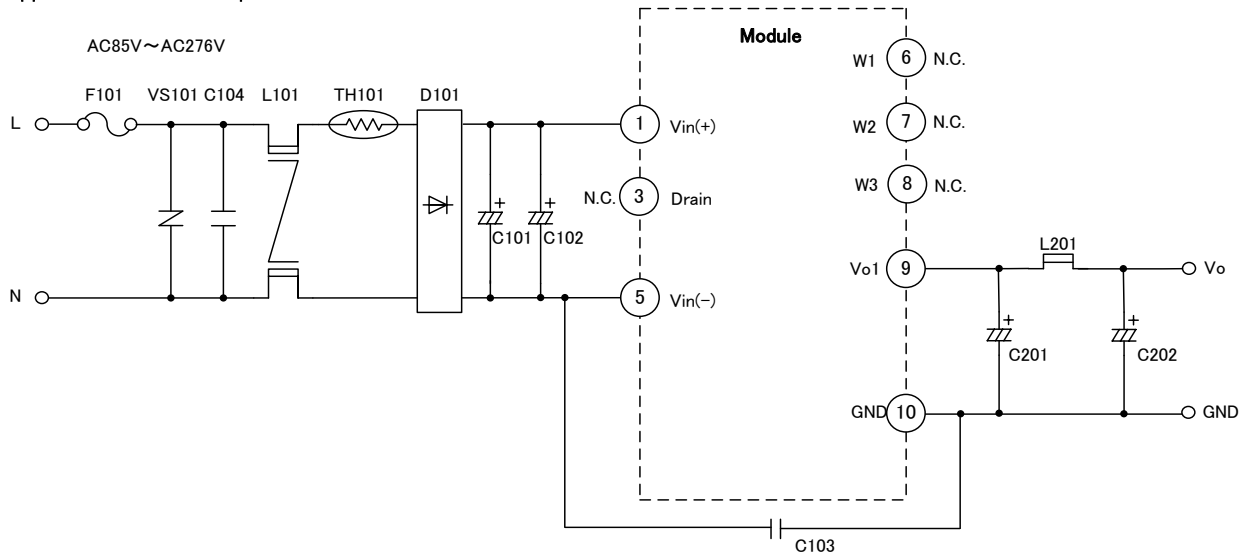 AC85V~AC276V
Module
F101 VS101 C104 L101 TH101 D101
L
N
C101
C102
1 Vin(+)
N.C. 3 Drain
5 Vin(-)
W1 6 N.C.
W2 7 N.C.
W3 8 N.C.
Vo1 9
L201
Vo
C201
C202
GND 10
GND
C103